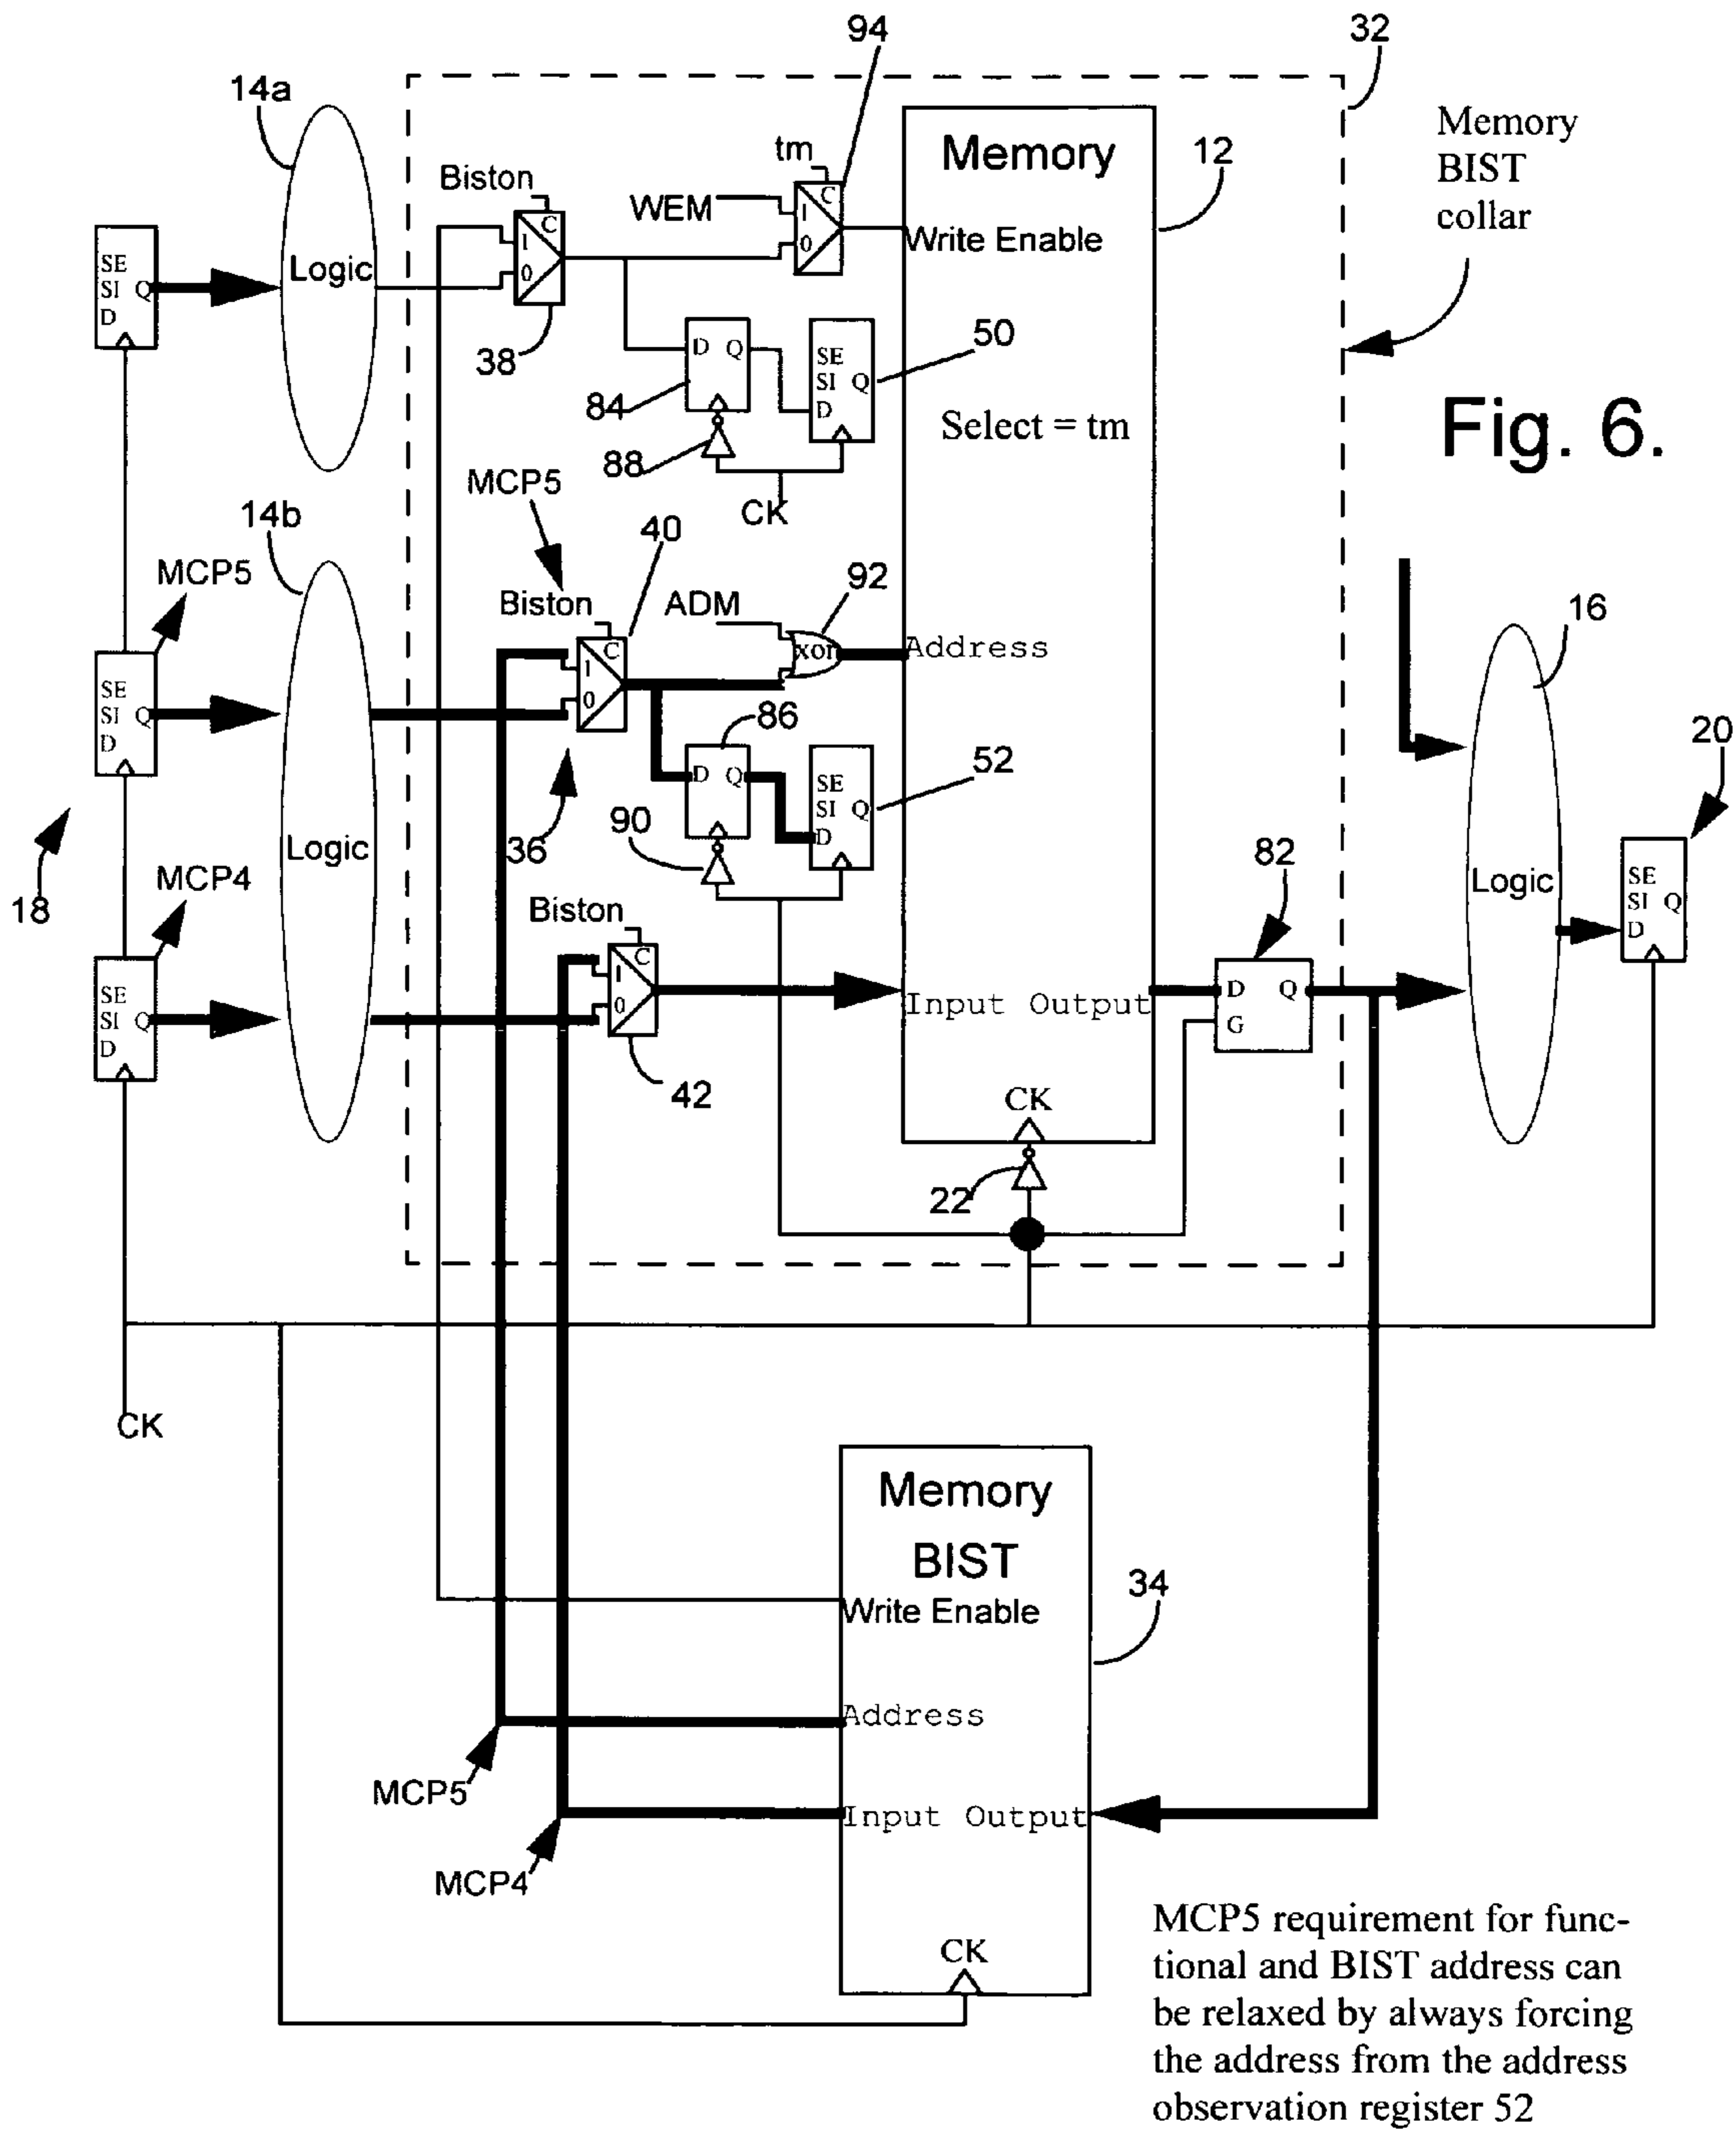 94
32
14a
Memory
BIST
collar
tm
Memory
12
Biston
C
WEM
1
0
Write Enable
C
1
0
SE
SI Q
D
Logic
38
D Q
84
SE
SI Q
D
50
Select = tm
Fig. 6.
88
CK
MCP5
14b
40
MCP5
Biston
ADM
92
16
C
1
0
xor
Address
SE
SI Q
D
86
20
D Q
SE
SI Q
D
52
36
90
18
Logic
MCP4
82
Logic
SE
SI Q
D
Biston
C
1
0
SE
SI Q
D
Input Output
D Q
G
42
CK
22
CK
Memory
BIST
Write Enable
34
Address
MCP5
Input Output
MCP4
CK
MCP5 requirement for func-
tional and BIST address can
be relaxed by always forcing
the address from the address
observation register 52